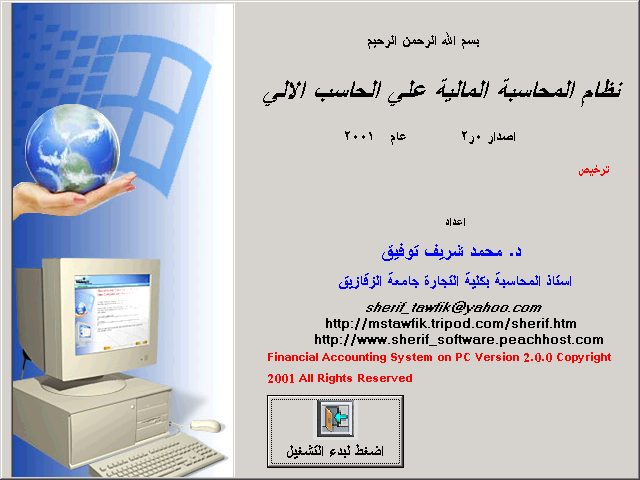 بسم الله الرحمن الرحيم
نظام المحاسبة المالية علي الحاسب الالي
اصدار ٢٫٠ عام ٢٠٠١
ترخيص
اعداد
د. محمد شريف توفيق
استاذ المحاسبة بكلية التجارة جامعة الزقازيق
sherif_tawfik@yahoo.com
http://mstawfik.tripod.com/sherif.htm
http://www.sherif_software.peachhost.com
Financial Accounting System on PC Version 2.0.0 Copyright
2001 All Rights Reserved
اضغط لبدء التشغيل